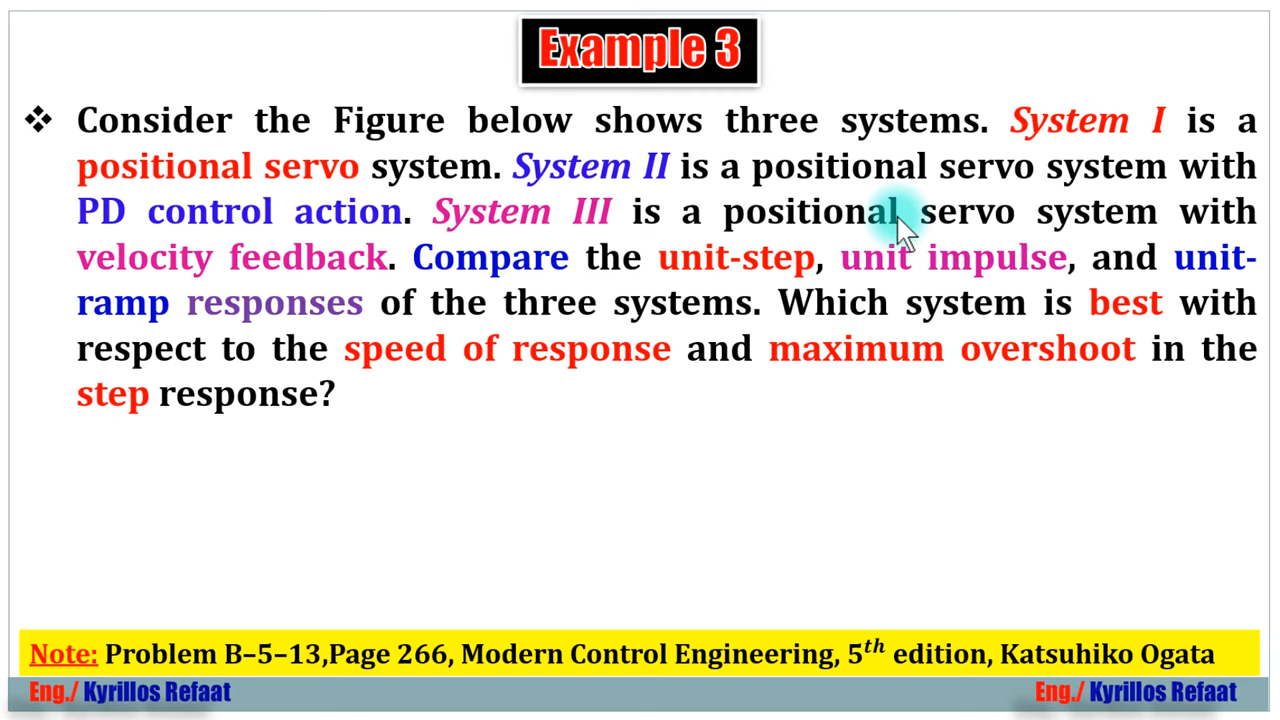 Example 3
❖ Consider the Figure below shows three systems. System I is a
positional servo system. System II is a positional servo system with
PD control action. System III is a positional servo system with
velocity feedback. Compare the unit-step, unit impulse, and unit-
ramp responses of the three systems. Which system is best with
respect to the speed of response and maximum overshoot in the
step response?
Note: Problem B–5–13,Page 266, Modern Control Engineering, 5th edition, Katsuhiko Ogata
Eng./ Kyrillos Refaat
Eng./ Kyrillos Refaat